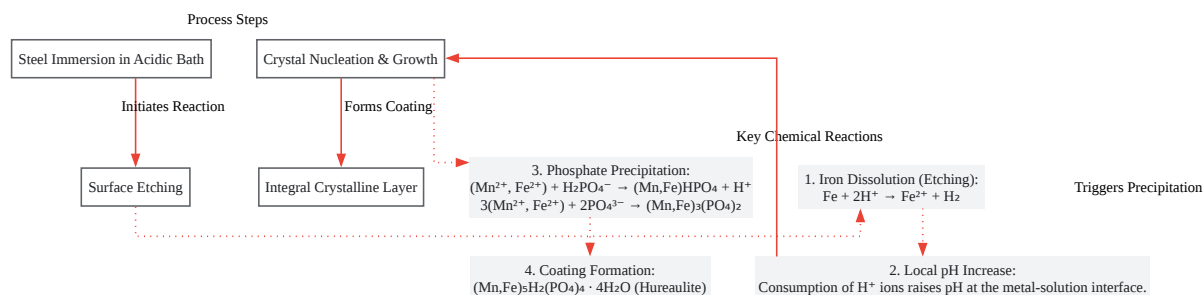 Process Steps
Steel Immersion in Acidic Bath
Crystal Nucleation & Growth
Initiates Reaction
Forms Coating
Key Chemical Reactions
3. Phosphate Precipitation:
(Mn²⁺, Fe²⁺) + H₂PO₄⁻ → (Mn,Fe)HPO₄ + H⁺
3(Mn²⁺, Fe²⁺) + 2PO₄³⁻ → (Mn,Fe)₃(PO₄)₂
1. Iron Dissolution (Etching):
Fe + 2H⁺ → Fe²⁺ + H₂
Triggers Precipitation
Surface Etching
Integral Crystalline Layer
4. Coating Formation:
(Mn,Fe)₅H₂(PO₄)₄ · 4H₂O (Hureaulite)
2. Local pH Increase:
Consumption of H⁺ ions raises pH at the metal-solution interface.